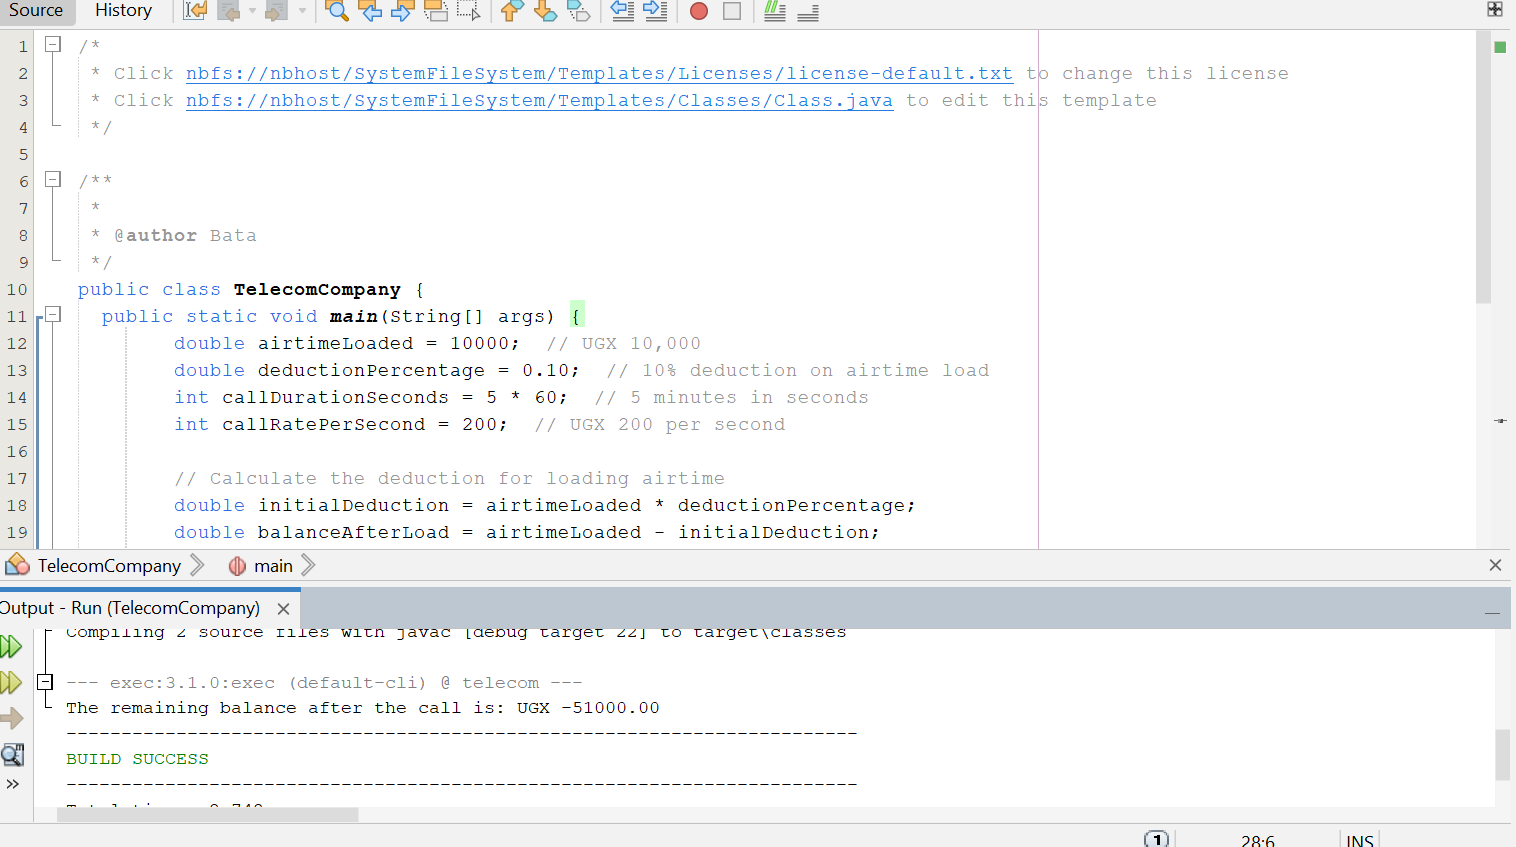 Source History
1 /*
2 * Click nbfs://nbhost/SystemFileSystem/Templates/Licenses/license-default.txt to change this license
3 * Click nbfs://nbhost/SystemFileSystem/Templates/Classes/Class.java to edit this template
4 */
5
6 /**
7 *
8 * @author Bata
9 */
10 public class TelecomCompany {
11 public static void main(String[] args) {
12 double airtimeLoaded = 10000; // UGX 10,000
13 double deductionPercentage = 0.10; // 10% deduction on airtime load
14 int callDurationSeconds = 5 * 60; // 5 minutes in seconds
15 int callRatePerSecond = 200; // UGX 200 per second
16
17 // Calculate the deduction for loading airtime
18 double initialDeduction = airtimeLoaded * deductionPercentage;
19 double balanceAfterLoad = airtimeLoaded - initialDeduction;
TelecomCompany main
Output - Run (TelecomCompany)
Compiling 2 source files with javac [debug target 22] to target\classes
--- exec:3.1.0:exec (default-cli) @ telecom ---
The remaining balance after the call is: UGX -51000.00
------------------------------------------------------------------------
BUILD SUCCESS
------------------------------------------------------------------------
1 28:6 INS